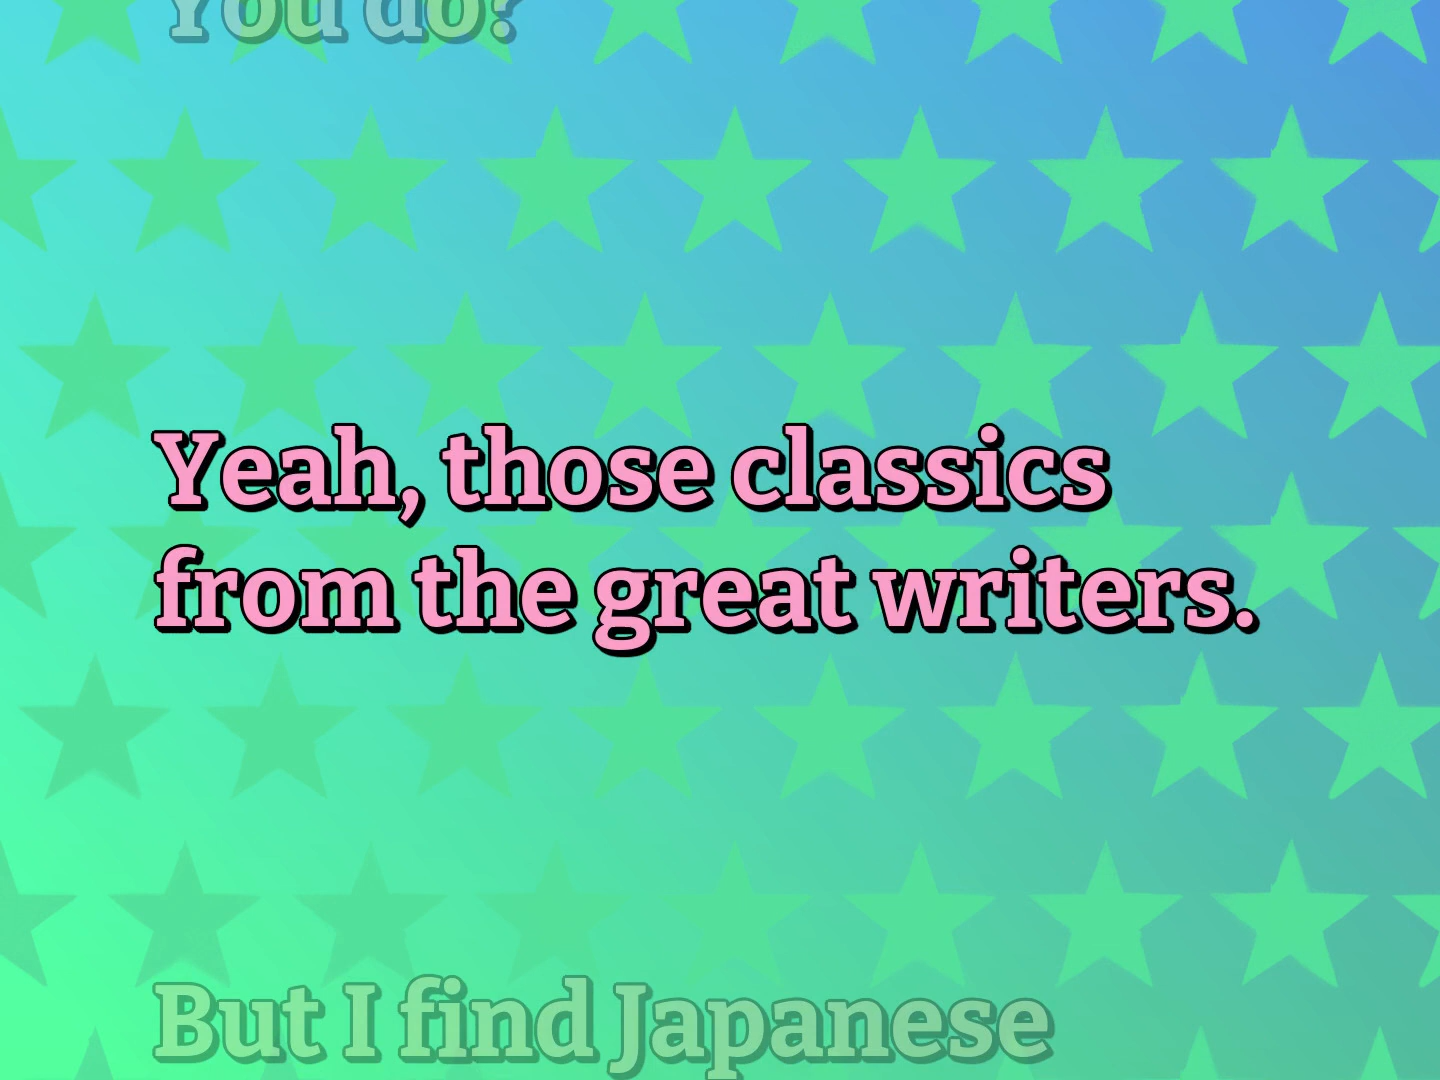 You do?
Yeah, those classics
from the great writers.
But I find Japanese